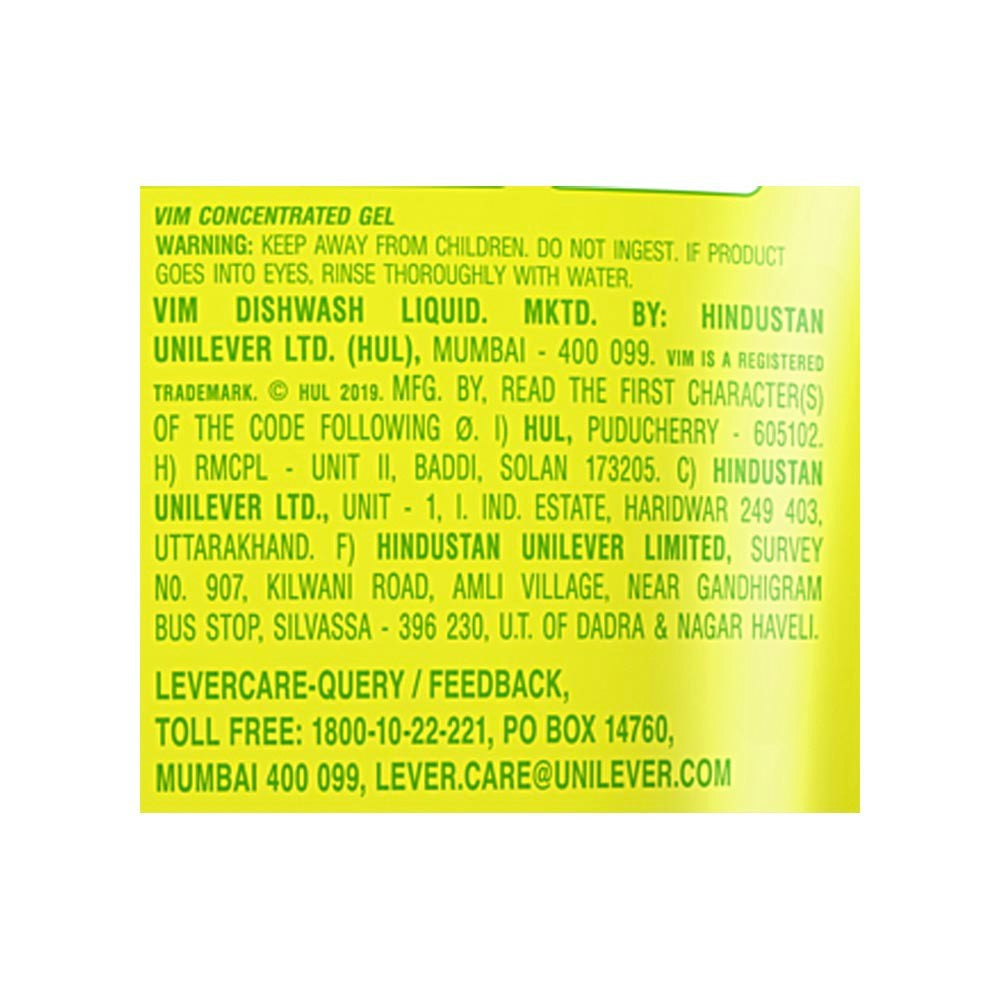 VIM CONCENTRATED GEL
WARNING: KEEP AWAY FROM CHILDREN. DO NOT INGEST. IF PRODUCT
GOES INTO EYES, RINSE THOROUGHLY WITH WATER.
VIM DISHWASH LIQUID. MKTD. BY: HINDUSTAN
UNILEVER LTD. (HUL), MUMBAI - 400 099. VIM IS A REGISTERED
TRADEMARK. © HUL 2019. MFG. BY, READ THE FIRST CHARACTER(S)
OF THE CODE FOLLOWING Ø. I) HUL, PUDUCHERRY - 605102.
H) RMCPL - UNIT II, BADDI, SOLAN 173205. C) HINDUSTAN
UNILEVER LTD., UNIT - 1, I. IND. ESTATE, HARIDWAR 249 403,
UTTARAKHAND. F) HINDUSTAN UNILEVER LIMITED, SURVEY
NO. 907, KILWANI ROAD, AMLI VILLAGE, NEAR GANDHIGRAM
BUS STOP, SILVASSA - 396 230, U.T. OF DADRA & NAGAR HAVELI.
LEVERCARE-QUERY / FEEDBACK,
TOLL FREE: 1800-10-22-221, PO BOX 14760,
MUMBAI 400 099, LEVER.CARE@UNILEVER.COM